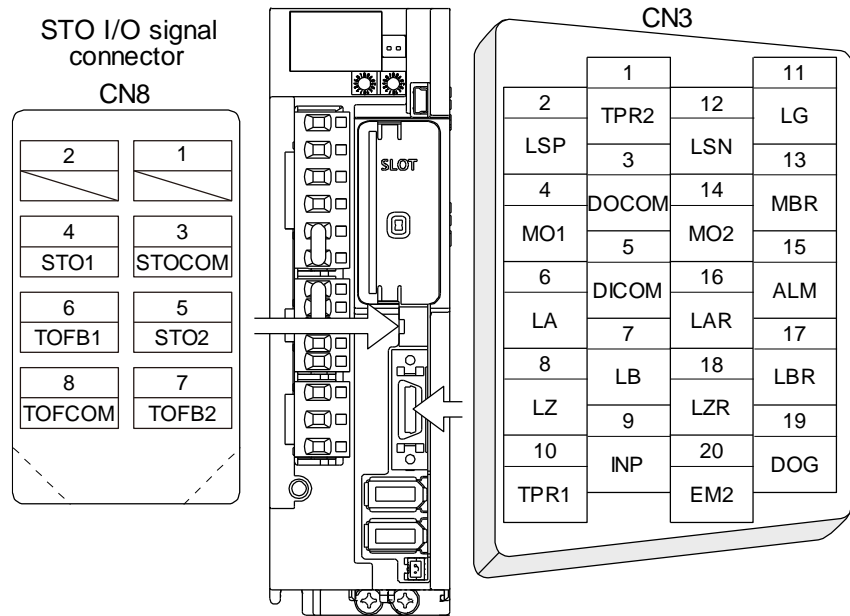 STO I/O signal
connector
CN8
2
1
4
STO1
3
STOCOM
6
TOFB1
5
STO2
8
TOFCOM
7
TOFB2
SLOT
CN3
1
TPR2
11
LG
2
LSP
12
LSN
3
DOCOM
13
MBR
4
MO1
14
MO2
5
DICOM
15
ALM
6
LA
16
LAR
7
LB
17
LBR
8
LZ
18
LZR
9
INP
19
DOG
10
TPR1
20
EM2